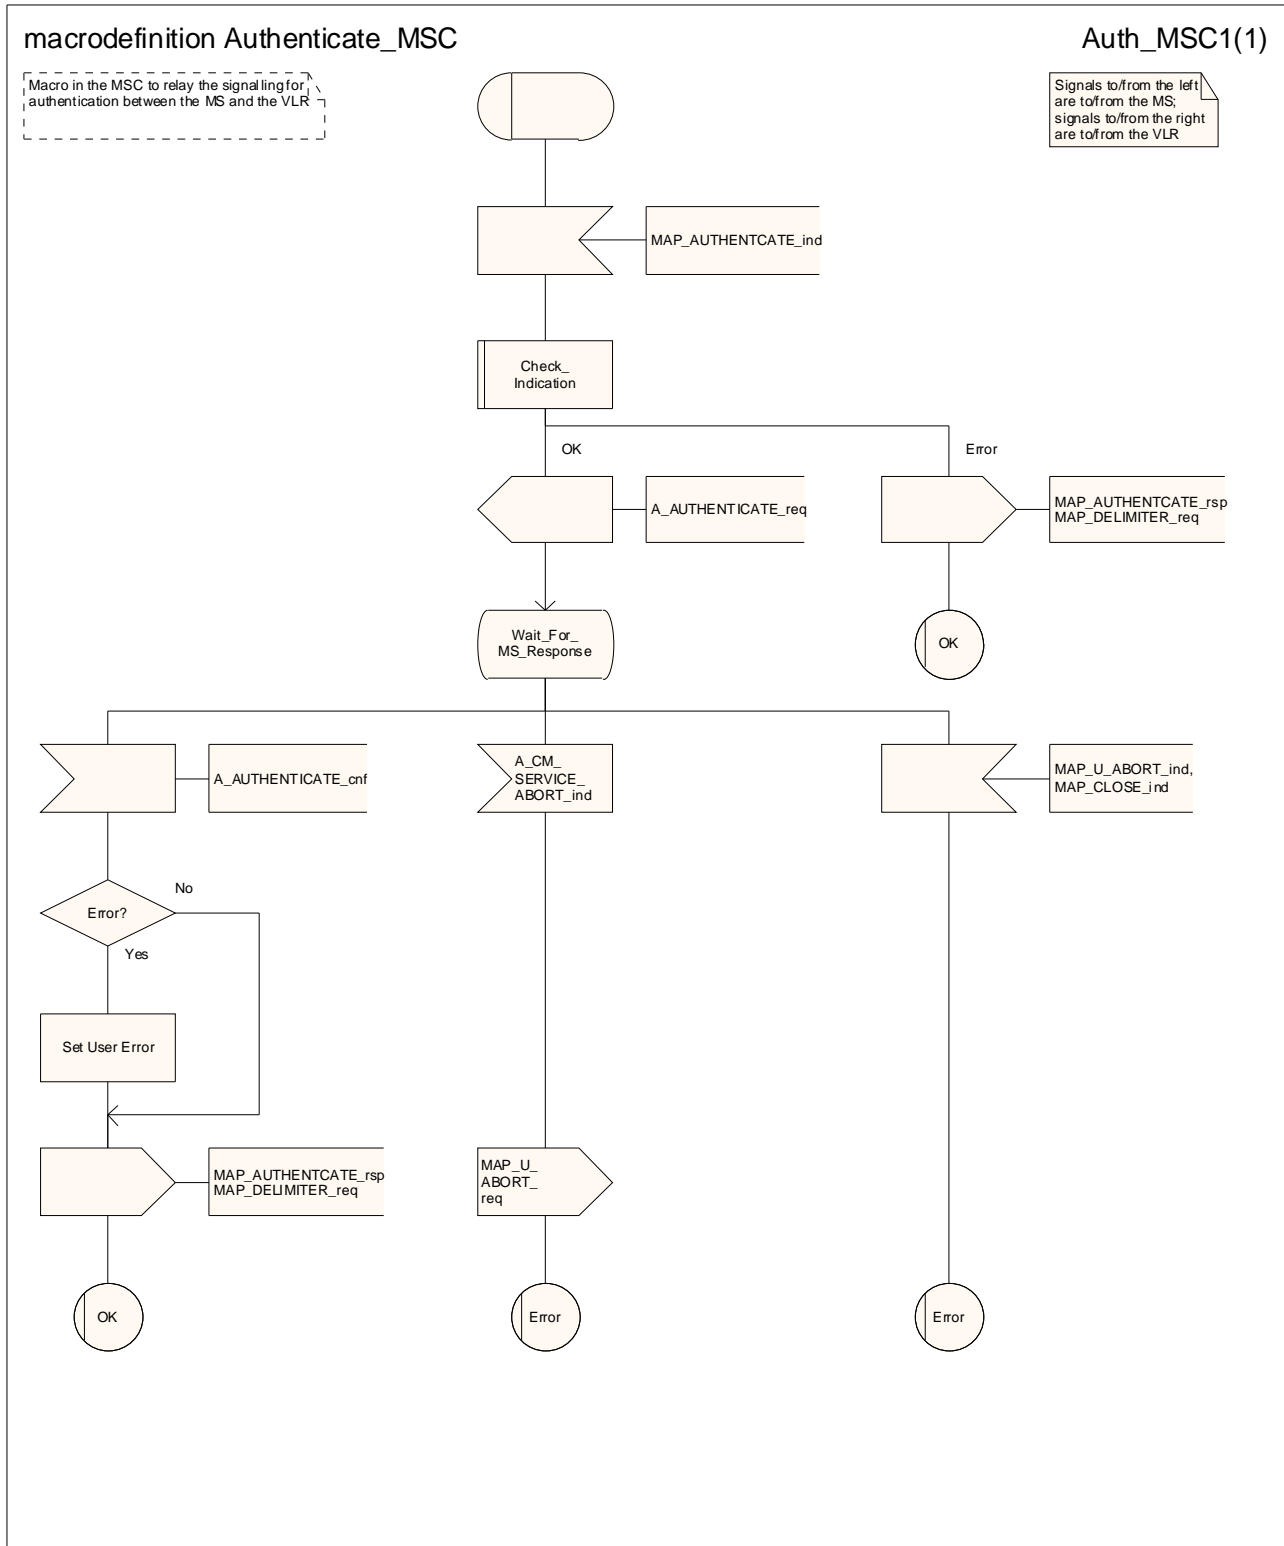 macrodefinition Authenticate_MSC
Auth_MSC1(1)
Macro in the MSC to relay the signalling for
authentication between the MS and the VLR
Signals to/from the left
are to/from the MS;
signals to/from the right
are to/from the VLR
MAP_AUTHENTCATE_ind
Check_
Indication
OK
Error
A_AUTHENTICATE_req
MAP_AUTHENTCATE_rsp
MAP_DELIMITER_req
Wait_For_
MS_Response
OK
A_AUTHENTICATE_cnf
A_CM_
SERVICE_
ABORT_ind
MAP_U_ABORT_ind,
MAP_CLOSE_ind
Error?
No
Yes
Set User Error
MAP_AUTHENTCATE_rsp
MAP_DELIMITER_req
MAP_U_
ABORT_
req
OK
Error
Error